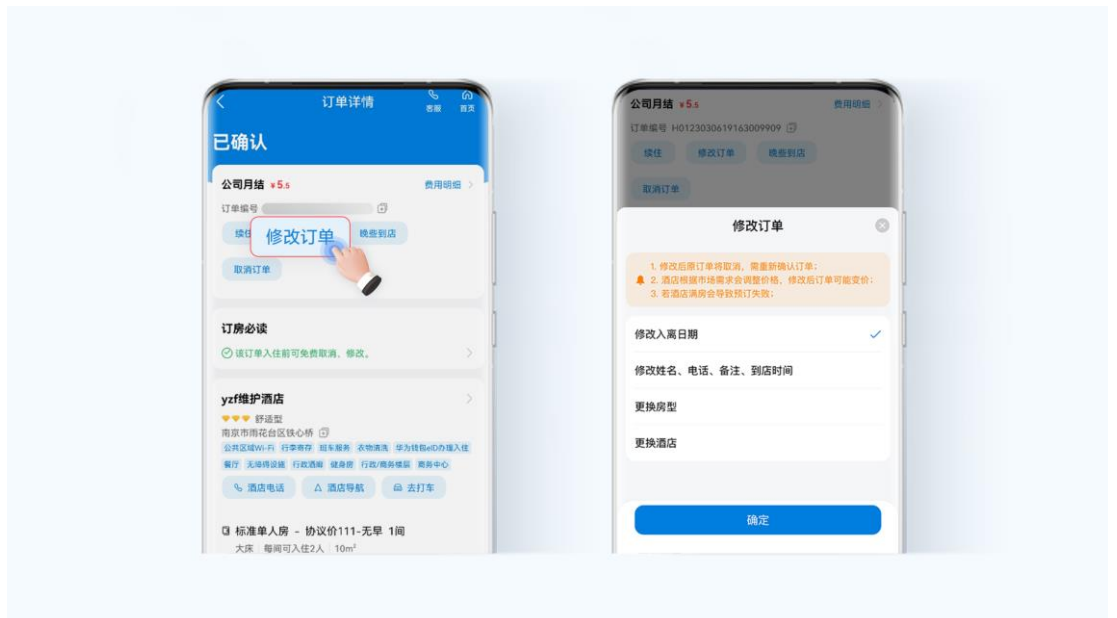 订单详情
客服
首页
已确认
公司月结 ¥5.5
费用明细
订单编号
续住
修改订单
晚些到店
取消订单
订房必读
该订单入住前可免费取消、修改。
yzf维护酒店
舒适型
南京市雨花台区铁心桥
公共区域Wi-Fi 行李寄存 班车服务 衣物清洗 华为钱包eID办理入住
餐厅 无障碍设施 行政酒廊 健身房 行政/商务楼层 商务中心
酒店电话 酒店导航 去打车
标准单人房 - 协议价111-无早 1间
大床 每间可入住2人 10m²
公司月结 ¥5.5
费用明细
订单编号 H0123030619163009909
续住 修改订单 晚些到店
取消订单
修改订单
1. 修改后原订单将取消，需重新确认订单；
2. 酒店根据市场需求会调整价格，修改后订单可能变价；
3. 若酒店满房会导致预订失败；
修改入离日期
修改姓名、电话、备注、到店时间
更换房型
更换酒店
确定